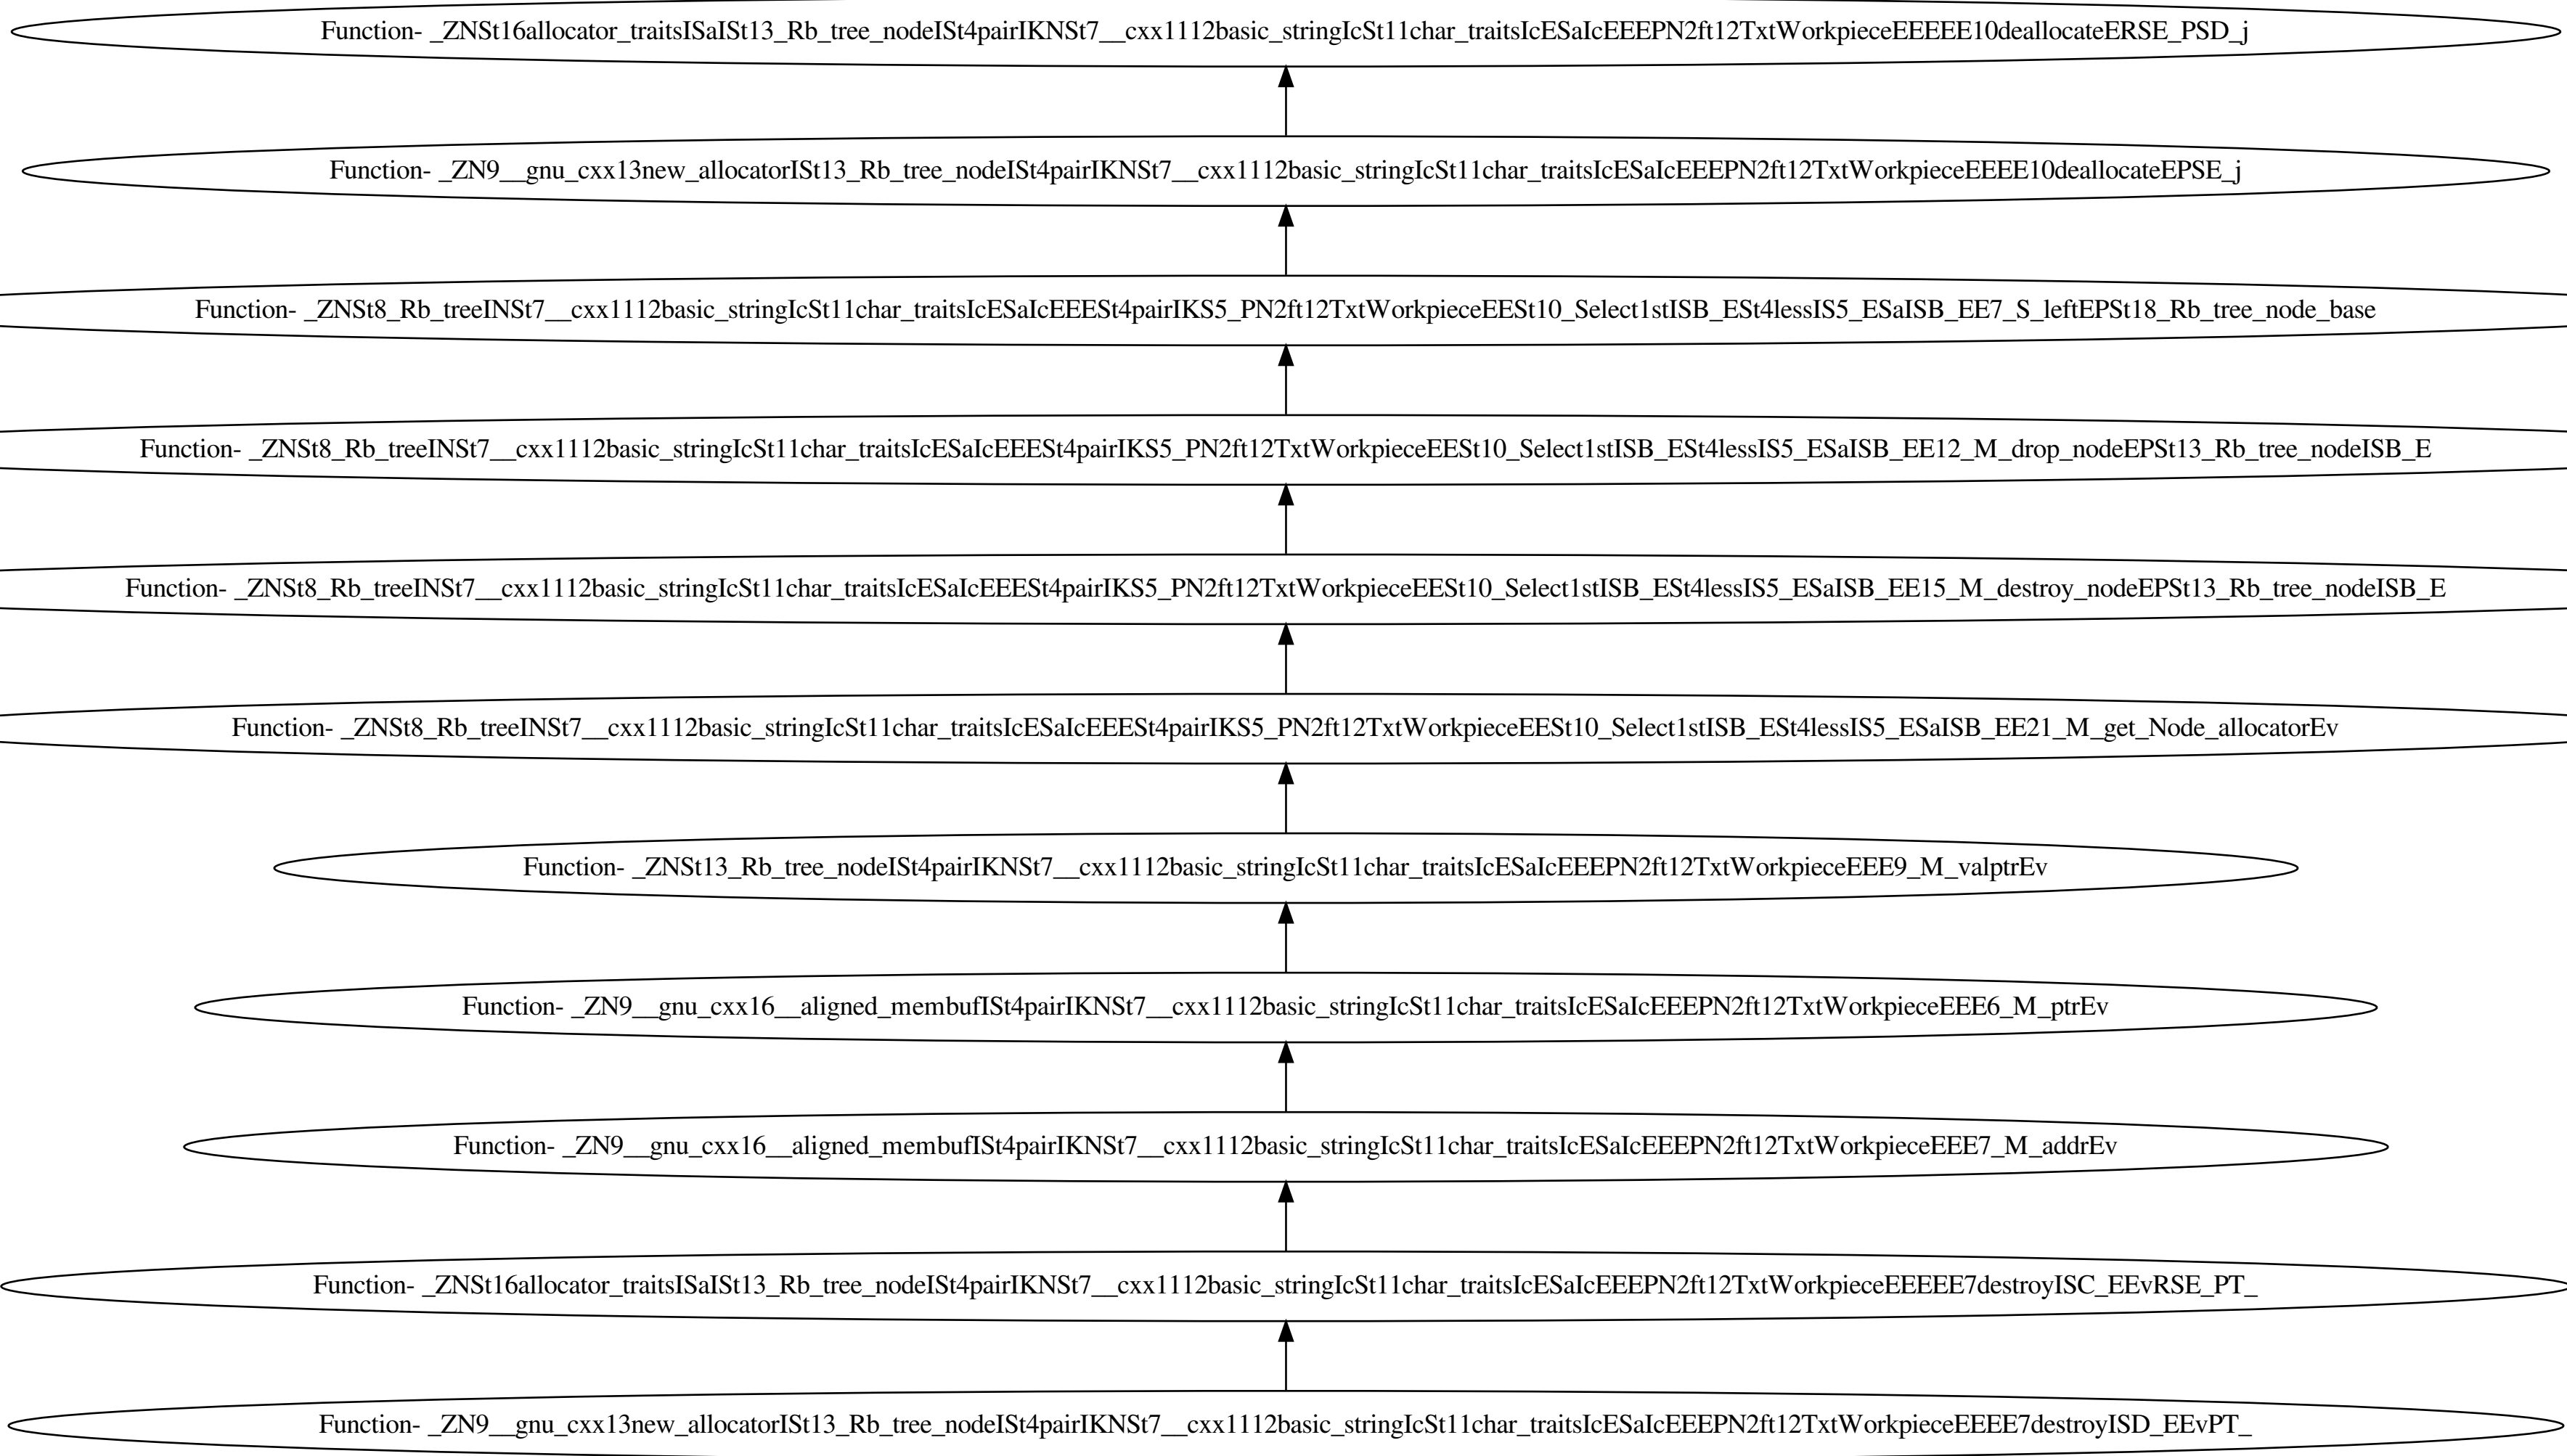 Function- _ZNSt16allocator_traitsISaISt13_Rb_tree_nodeISt4pairIKNSt7__cxx1112basic_stringIcSt11char_traitsIcESaIcEEEPN2ft12TxtWorkpieceEEEEE10deallocateERSE_PSD_j
Function- _ZN9__gnu_cxx13new_allocatorISt13_Rb_tree_nodeISt4pairIKNSt7__cxx1112basic_stringIcSt11char_traitsIcESaIcEEEPN2ft12TxtWorkpieceEEEE10deallocateEPSE_j
Function- _ZNSt8_Rb_treeINSt7__cxx1112basic_stringIcSt11char_traitsIcESaIcEEESt4pairIKS5_PN2ft12TxtWorkpieceEESt10_Select1stISB_ESt4lessIS5_ESaISB_EE7_S_leftEPSt18_Rb_tree_node_base
Function- _ZNSt8_Rb_treeINSt7__cxx1112basic_stringIcSt11char_traitsIcESaIcEEESt4pairIKS5_PN2ft12TxtWorkpieceEESt10_Select1stISB_ESt4lessIS5_ESaISB_EE12_M_drop_nodeEPSt13_Rb_tree_nodeISB_E
Function- _ZNSt8_Rb_treeINSt7__cxx1112basic_stringIcSt11char_traitsIcESaIcEEESt4pairIKS5_PN2ft12TxtWorkpieceEESt10_Select1stISB_ESt4lessIS5_ESaISB_EE15_M_destroy_nodeEPSt13_Rb_tree_nodeISB_E
Function- _ZNSt8_Rb_treeINSt7__cxx1112basic_stringIcSt11char_traitsIcESaIcEEESt4pairIKS5_PN2ft12TxtWorkpieceEESt10_Select1stISB_ESt4lessIS5_ESaISB_EE21_M_get_Node_allocatorEv
Function- _ZNSt13_Rb_tree_nodeISt4pairIKNSt7__cxx1112basic_stringIcSt11char_traitsIcESaIcEEEPN2ft12TxtWorkpieceEEE9_M_valptrEv
Function- _ZN9__gnu_cxx16__aligned_membufISt4pairIKNSt7__cxx1112basic_stringIcSt11char_traitsIcESaIcEEEPN2ft12TxtWorkpieceEEE6_M_ptrEv
Function- _ZN9__gnu_cxx16__aligned_membufISt4pairIKNSt7__cxx1112basic_stringIcSt11char_traitsIcESaIcEEEPN2ft12TxtWorkpieceEEE7_M_addrEv
Function- _ZNSt16allocator_traitsISaISt13_Rb_tree_nodeISt4pairIKNSt7__cxx1112basic_stringIcSt11char_traitsIcESaIcEEEPN2ft12TxtWorkpieceEEEEE7destroyISC_EEvRSE_PT_
Function- _ZN9__gnu_cxx13new_allocatorISt13_Rb_tree_nodeISt4pairIKNSt7__cxx1112basic_stringIcSt11char_traitsIcESaIcEEEPN2ft12TxtWorkpieceEEEE7destroyISD_EEvPT_